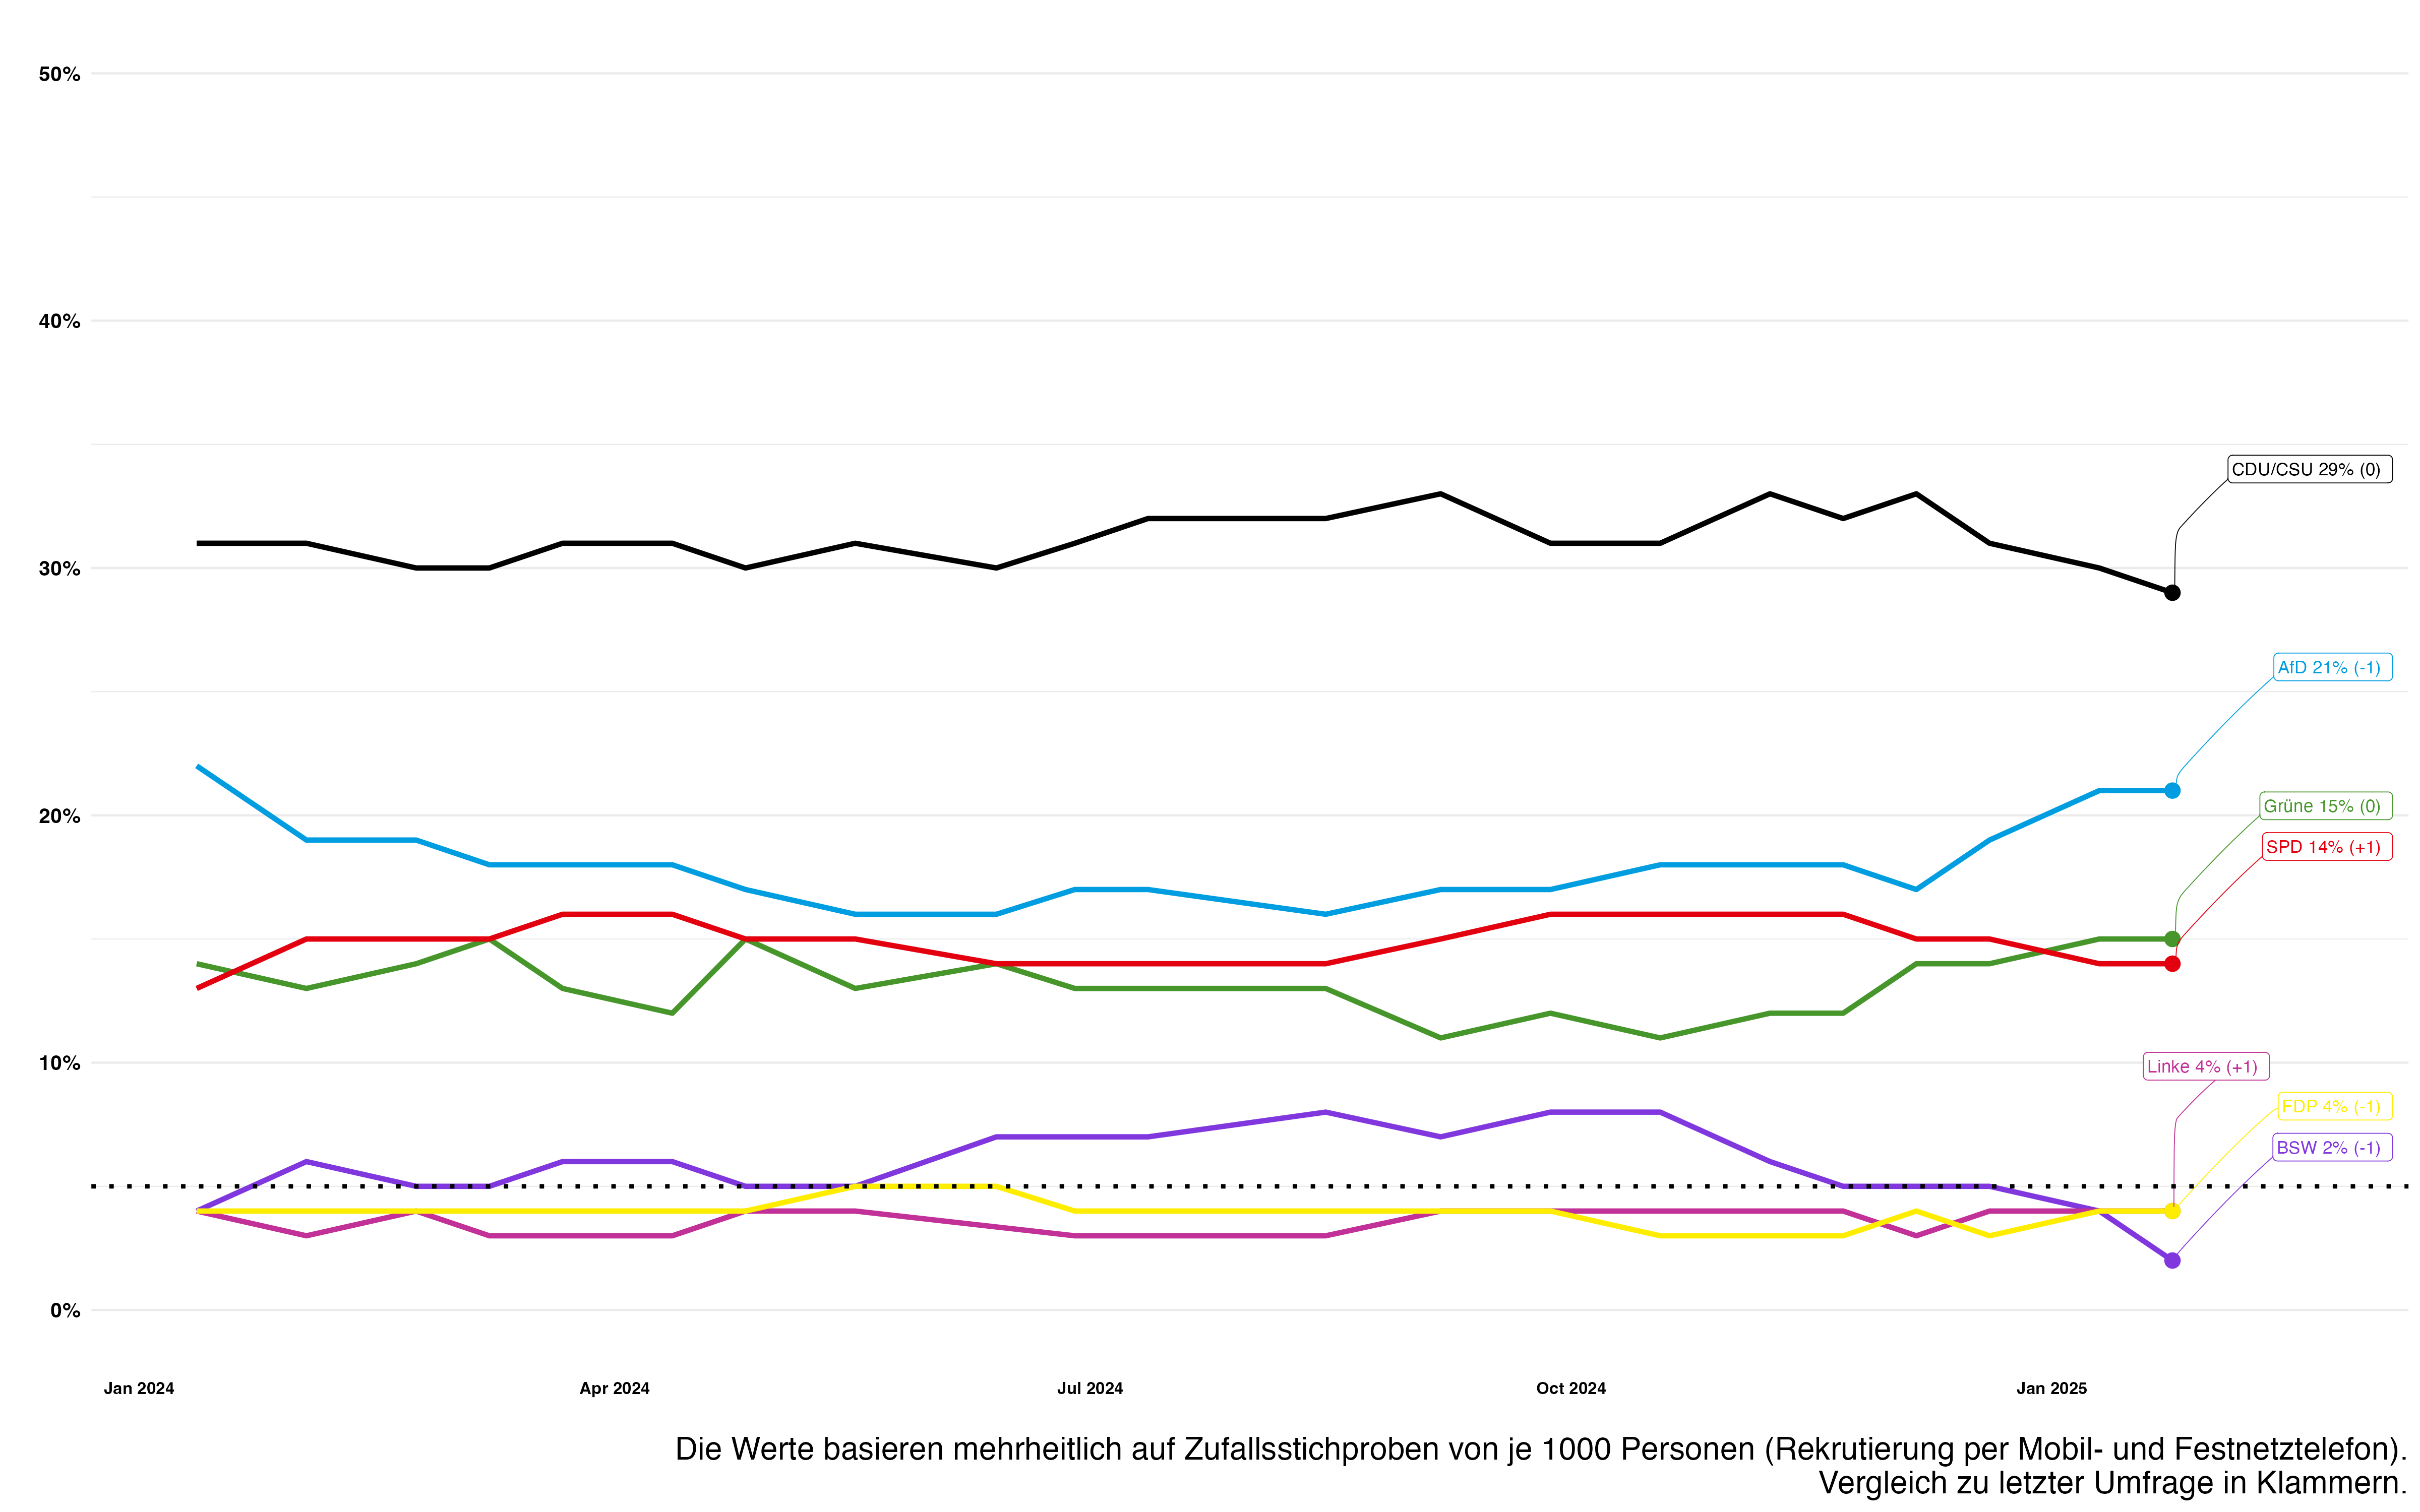 50%
40%
30%
20%
10%
0%
CDU/CSU 29% (0)
AfD 21% (-1)
Grüne 15% (0)
SPD 14% (+1)
Linke 4% (+1)
FDP 4% (-1)
BSW 2% (-1)
Jan 2024
Apr 2024
Jul 2024
Oct 2024
Jan 2025
Die Werte basieren mehrheitlich auf Zufallsstichproben von je 1000 Personen (Rekrutierung per Mobil- und Festnetztelefon).
Vergleich zu letzter Umfrage in Klammern.